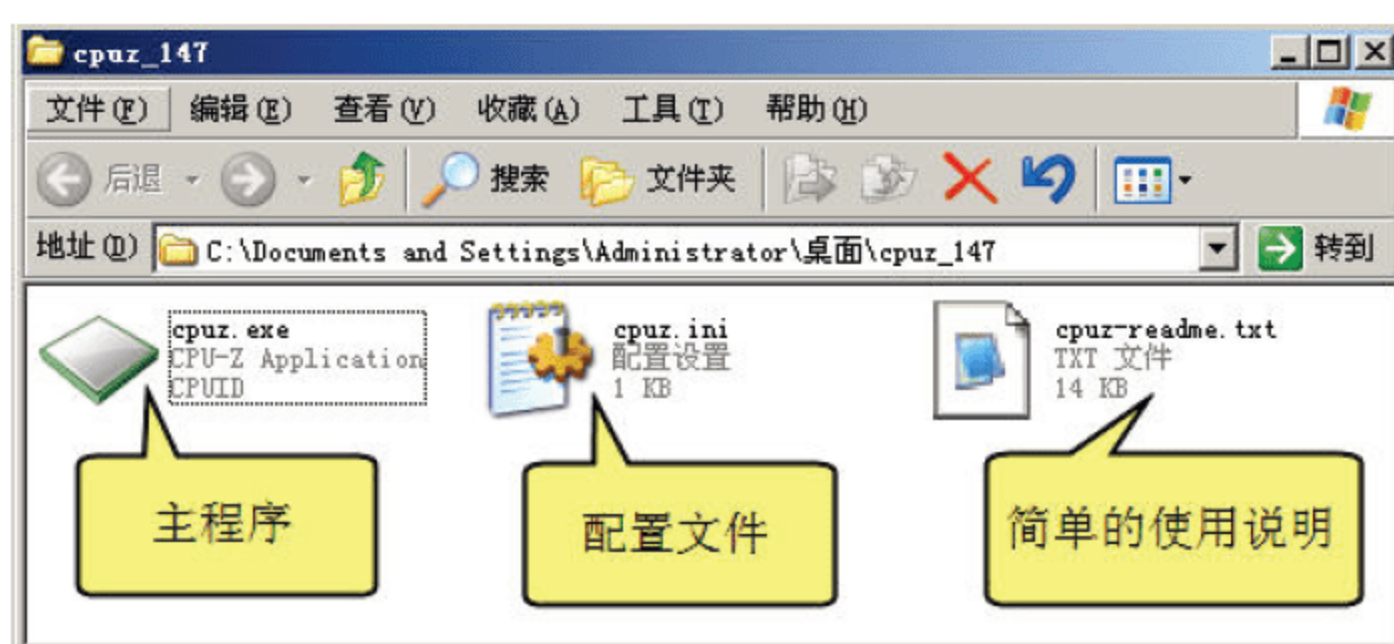 cpuz_147
文件(F) 编辑(E) 查看(V) 收藏(A) 工具(T) 帮助(H)
后退 搜索 文件夹
地址(D) C:\Documents and Settings\Administrator\桌面\cpuz_147 转到
cpuz.exe
CPU-Z Application
CPUID
cpuz.ini
配置设置
1 KB
cpuz-readme.txt
TXT 文件
14 KB
主程序
配置文件
简单的使用说明